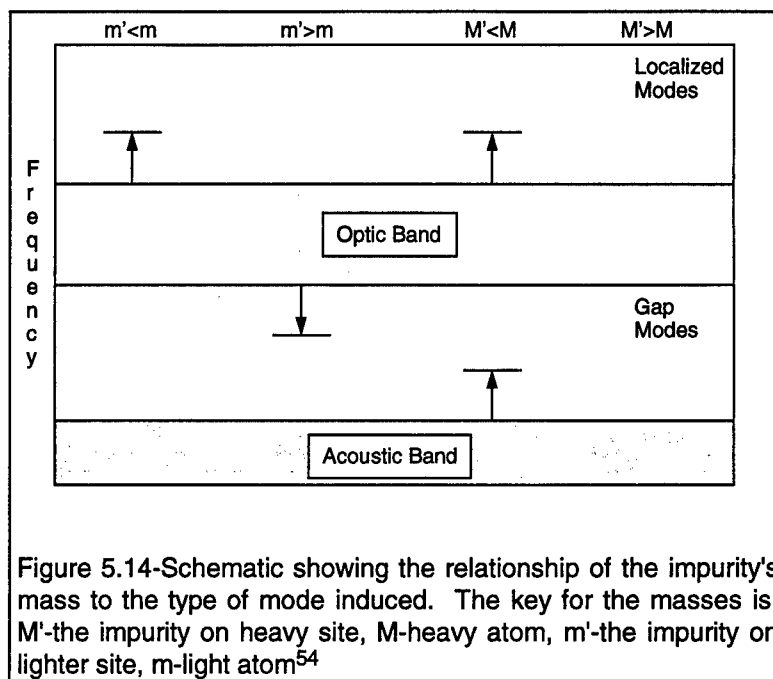 m'<m m'>m M'<M M'>M
Localized
Modes
Frequency
Optic Band
Gap
Modes
Acoustic Band
Figure 5.14-Schematic showing the relationship of the impurity's
mass to the type of mode induced. The key for the masses is
M'-the impurity on heavy site, M-heavy atom, m'-the impurity on
lighter site, m-light atom54